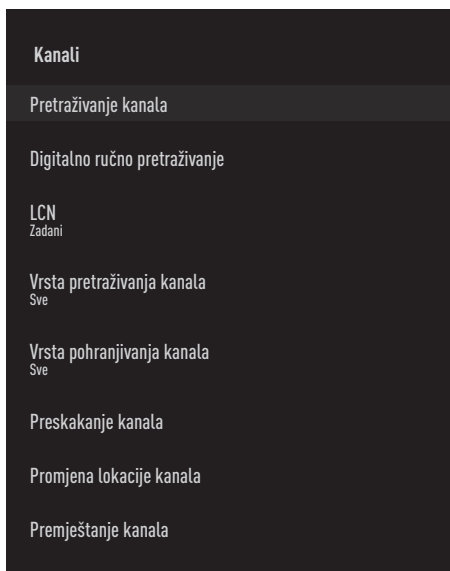 Kanali
Pretraživanje kanala
Digitalno ručno pretraživanje
LCN
Zadani
Vrsta pretraživanja kanala
Sve
Vrsta pohranjivanja kanala
Sve
Preskakanje kanala
Promjena lokacije kanala
Premještanje kanala